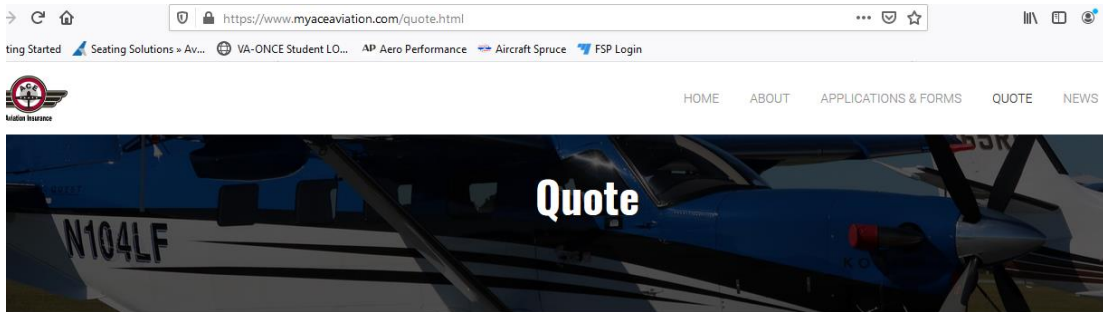 https://www.myaceaviation.com/quote.html
ting Started Seating Solutions » Av... VA-ONCE Student LO... AP Aero Performance Aircraft Spruce FSP Login
ACE
Aviation Insurance
HOME ABOUT APPLICATIONS & FORMS QUOTE NEWS
Quote
N104LF